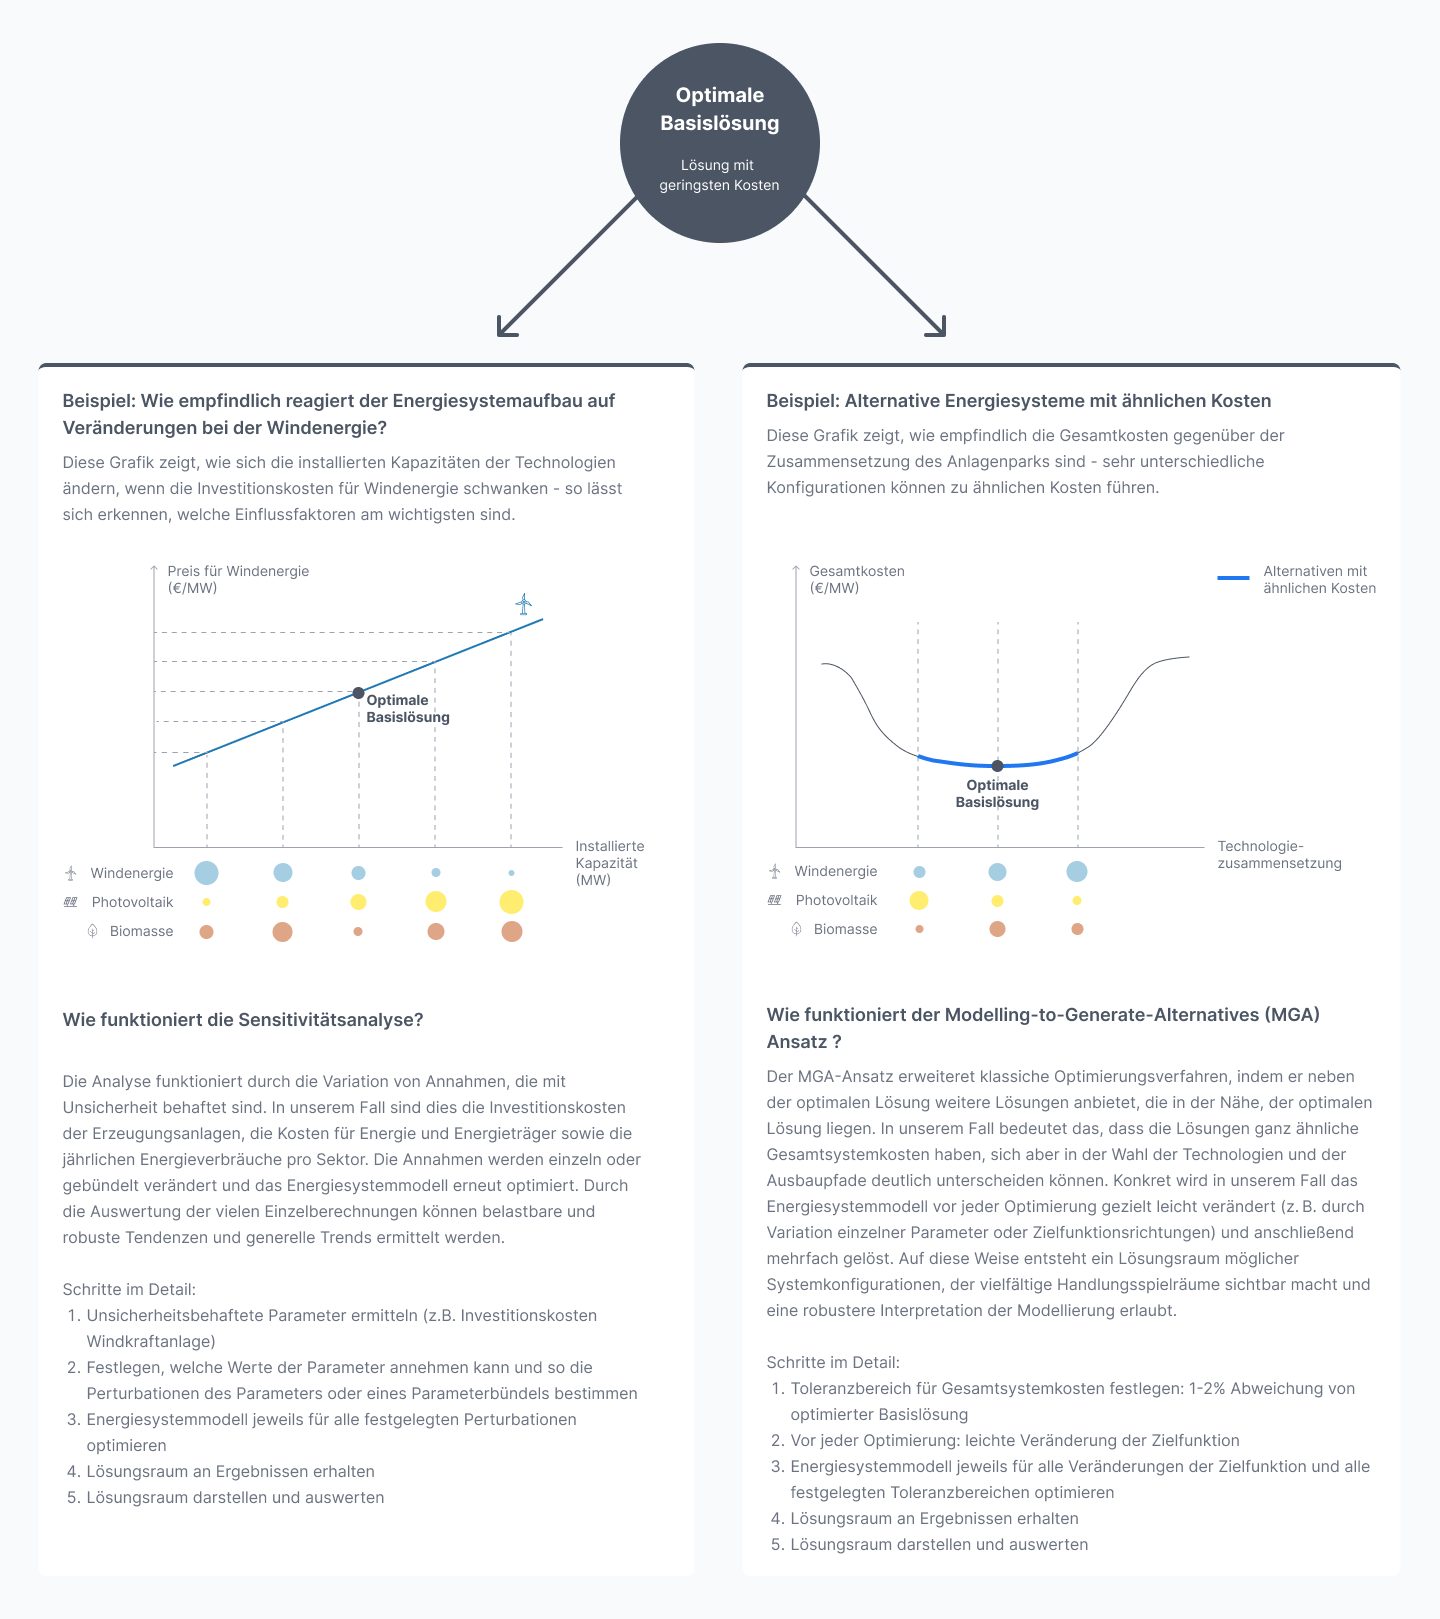 Optimale
Basislösung
Lösung mit
geringsten Kosten
Beispiel: Wie empfindlich reagiert der Energiesystemaufbau auf
Veränderungen bei der Windenergie?
Diese Grafik zeigt, wie sich die installierten Kapazitäten der Technologien
ändern, wenn die Investitionskosten für Windenergie schwanken - so lässt
sich erkennen, welche Einflussfaktoren am wichtigsten sind.
Preis für Windenergie
(€/MW)
Optimale
Basislösung
Installierte
Kapazität
(MW)
Windenergie
Photovoltaik
Biomasse
Wie funktioniert die Sensitivitätsanalyse?
Die Analyse funktioniert durch die Variation von Annahmen, die mit
Unsicherheit behaftet sind. In unserem Fall sind dies die Investitionskosten
der Erzeugungsanlagen, die Kosten für Energie und Energieträger sowie die
jährlichen Energieverbräuche pro Sektor. Die Annahmen werden einzeln oder
gebündelt verändert und das Energiesystemmodell erneut optimiert. Durch
die Auswertung der vielen Einzelberechnungen können belastbare und
robuste Tendenzen und generelle Trends ermittelt werden.
Schritte im Detail:
1. Unsicherheitsbehaftete Parameter ermitteln (z.B. Investitionskosten
Windkraftanlage)
2. Festlegen, welche Werte der Parameter annehmen kann und so die
Perturbationen des Parameters oder eines Parameterbündels bestimmen
3. Energiesystemmodell jeweils für alle festgelegten Perturbationen
optimieren
4. Lösungsraum an Ergebnissen erhalten
5. Lösungsraum darstellen und auswerten
Beispiel: Alternative Energiesysteme mit ähnlichen Kosten
Diese Grafik zeigt, wie empfindlich die Gesamtkosten gegenüber der
Zusammensetzung des Anlagenparks sind - sehr unterschiedliche
Konfigurationen können zu ähnlichen Kosten führen.
Gesamtkosten
(€/MW)
Alternativen mit
ähnlichen Kosten
Optimale
Basislösung
Technologie-
zusammensetzung
Windenergie
Photovoltaik
Biomasse
Wie funktioniert der Modelling-to-Generate-Alternatives (MGA)
Ansatz ?
Der MGA-Ansatz erweiteret klassiche Optimierungsverfahren, indem er neben
der optimalen Lösung weitere Lösungen anbietet, die in der Nähe, der optimalen
Lösung liegen. In unserem Fall bedeutet das, dass die Lösungen ganz ähnliche
Gesamtsystemkosten haben, sich aber in der Wahl der Technologien und der
Ausbaupfade deutlich unterscheiden können. Konkret wird in unserem Fall das
Energiesystemmodell vor jeder Optimierung gezielt leicht verändert (z. B. durch
Variation einzelner Parameter oder Zielfunktionsrichtungen) und anschließend
mehrfach gelöst. Auf diese Weise entsteht ein Lösungsraum möglicher
Systemkonfigurationen, der vielfältige Handlungsspielräume sichtbar macht und
eine robustere Interpretation der Modellierung erlaubt.
Schritte im Detail:
1. Toleranzbereich für Gesamtsystemkosten festlegen: 1-2% Abweichung von
optimierter Basislösung
2. Vor jeder Optimierung: leichte Veränderung der Zielfunktion
3. Energiesystemmodell jeweils für alle Veränderungen der Zielfunktion und alle
festgelegten Toleranzbereichen optimieren
4. Lösungsraum an Ergebnissen erhalten
5. Lösungsraum darstellen und auswerten